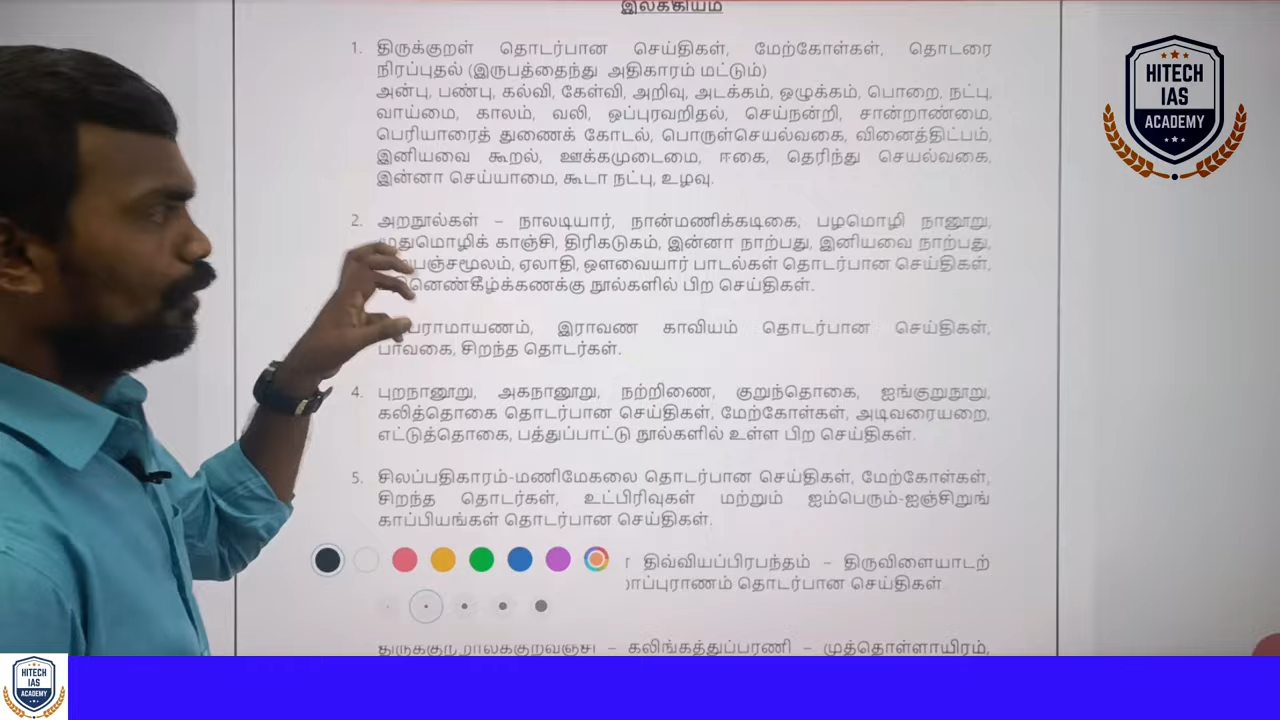 இலக்கியம்
1. திருக்குறள் தொடர்பான செய்திகள், மேற்கோள்கள், தொடரை
நிரப்புதல் (இருபத்தைந்து அதிகாரம் மட்டும்)
அன்பு, பண்பு, கல்வி, கேள்வி, அறிவு, அடக்கம், ஒழுக்கம், பொறை, நட்பு,
வாய்மை, காலம், வலி, ஒப்புரவறிதல், செய்நன்றி, சான்றாண்மை,
பெரியாரைத் துணைக் கோடல், பொருள்செயல்வகை, வினைத்திட்பம்,
இனியவை கூறல், ஊக்கமுடைமை, ஈகை, தெரிந்து செயல்வகை,
இன்னா செய்யாமை, கூடா நட்பு, உழவு.
2. அறநூல்கள் – நாலடியார், நான்மணிக்கடிகை, பழமொழி நானூறு,
முதுமொழிக் காஞ்சி, திரிகடுகம், இன்னா நாற்பது, இனியவை நாற்பது,
ஏலாதி, ஔவையார் பாடல்கள் தொடர்பான செய்திகள்,
நூல்களில் பிற செய்திகள்.
இராவண காவியம் தொடர்பான செய்திகள்,
பாவகை, சிறந்த தொடர்கள்.
4. புறநானூறு, அகநானூறு, நற்றிணை, குறுந்தொகை, ஐங்குறுநூறு,
கலித்தொகை தொடர்பான செய்திகள், மேற்கோள்கள், அடிவரையறை,
எட்டுத்தொகை, பத்துப்பாட்டு நூல்களில் உள்ள பிற செய்திகள்.
5. சிலப்பதிகாரம்-மணிமேகலை தொடர்பான செய்திகள், மேற்கோள்கள்,
சிறந்த தொடர்கள், உட்பிரிவுகள் மற்றும் ஐம்பெரும்-ஐஞ்சிறுங்
காப்பியங்கள் தொடர்பான செய்திகள்.
திவ்வியப்பிரபந்தம் – திருவிளையாடற்
தொடர்பான செய்திகள்.
திருக்குற்றாலக்குறவஞ்சி – கலிங்கத்துப்பரணி – முத்தொள்ளாயிரம்,
HITECH
IAS
ACADEMY
HITECH
IAS
ACADEMY